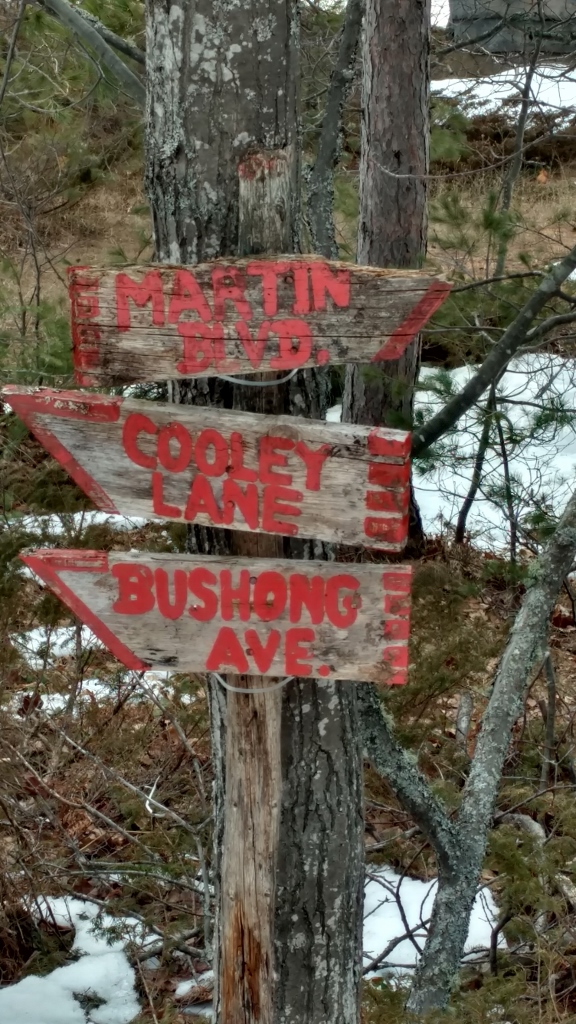 MARTIN
BLVD.
COOLEY
LANE
BUSHONG
AVE.